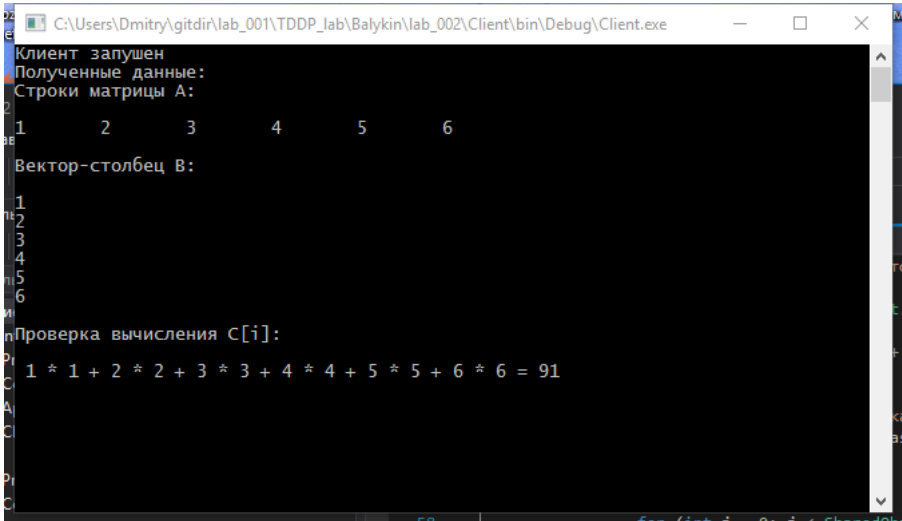 C:\Users\Dmitry\gitdir\lab_001\TDDP_lab\Balykin\lab_002\Client\bin\Debug\Client.exe
Клиент запушен
Полученные данные:
Строки матрицы A:
1 2 3 4 5 6
Вектор-столбец B:
1
2
3
4
5
6
Проверка вычисления C[i]:
1 * 1 + 2 * 2 + 3 * 3 + 4 * 4 + 5 * 5 + 6 * 6 = 91